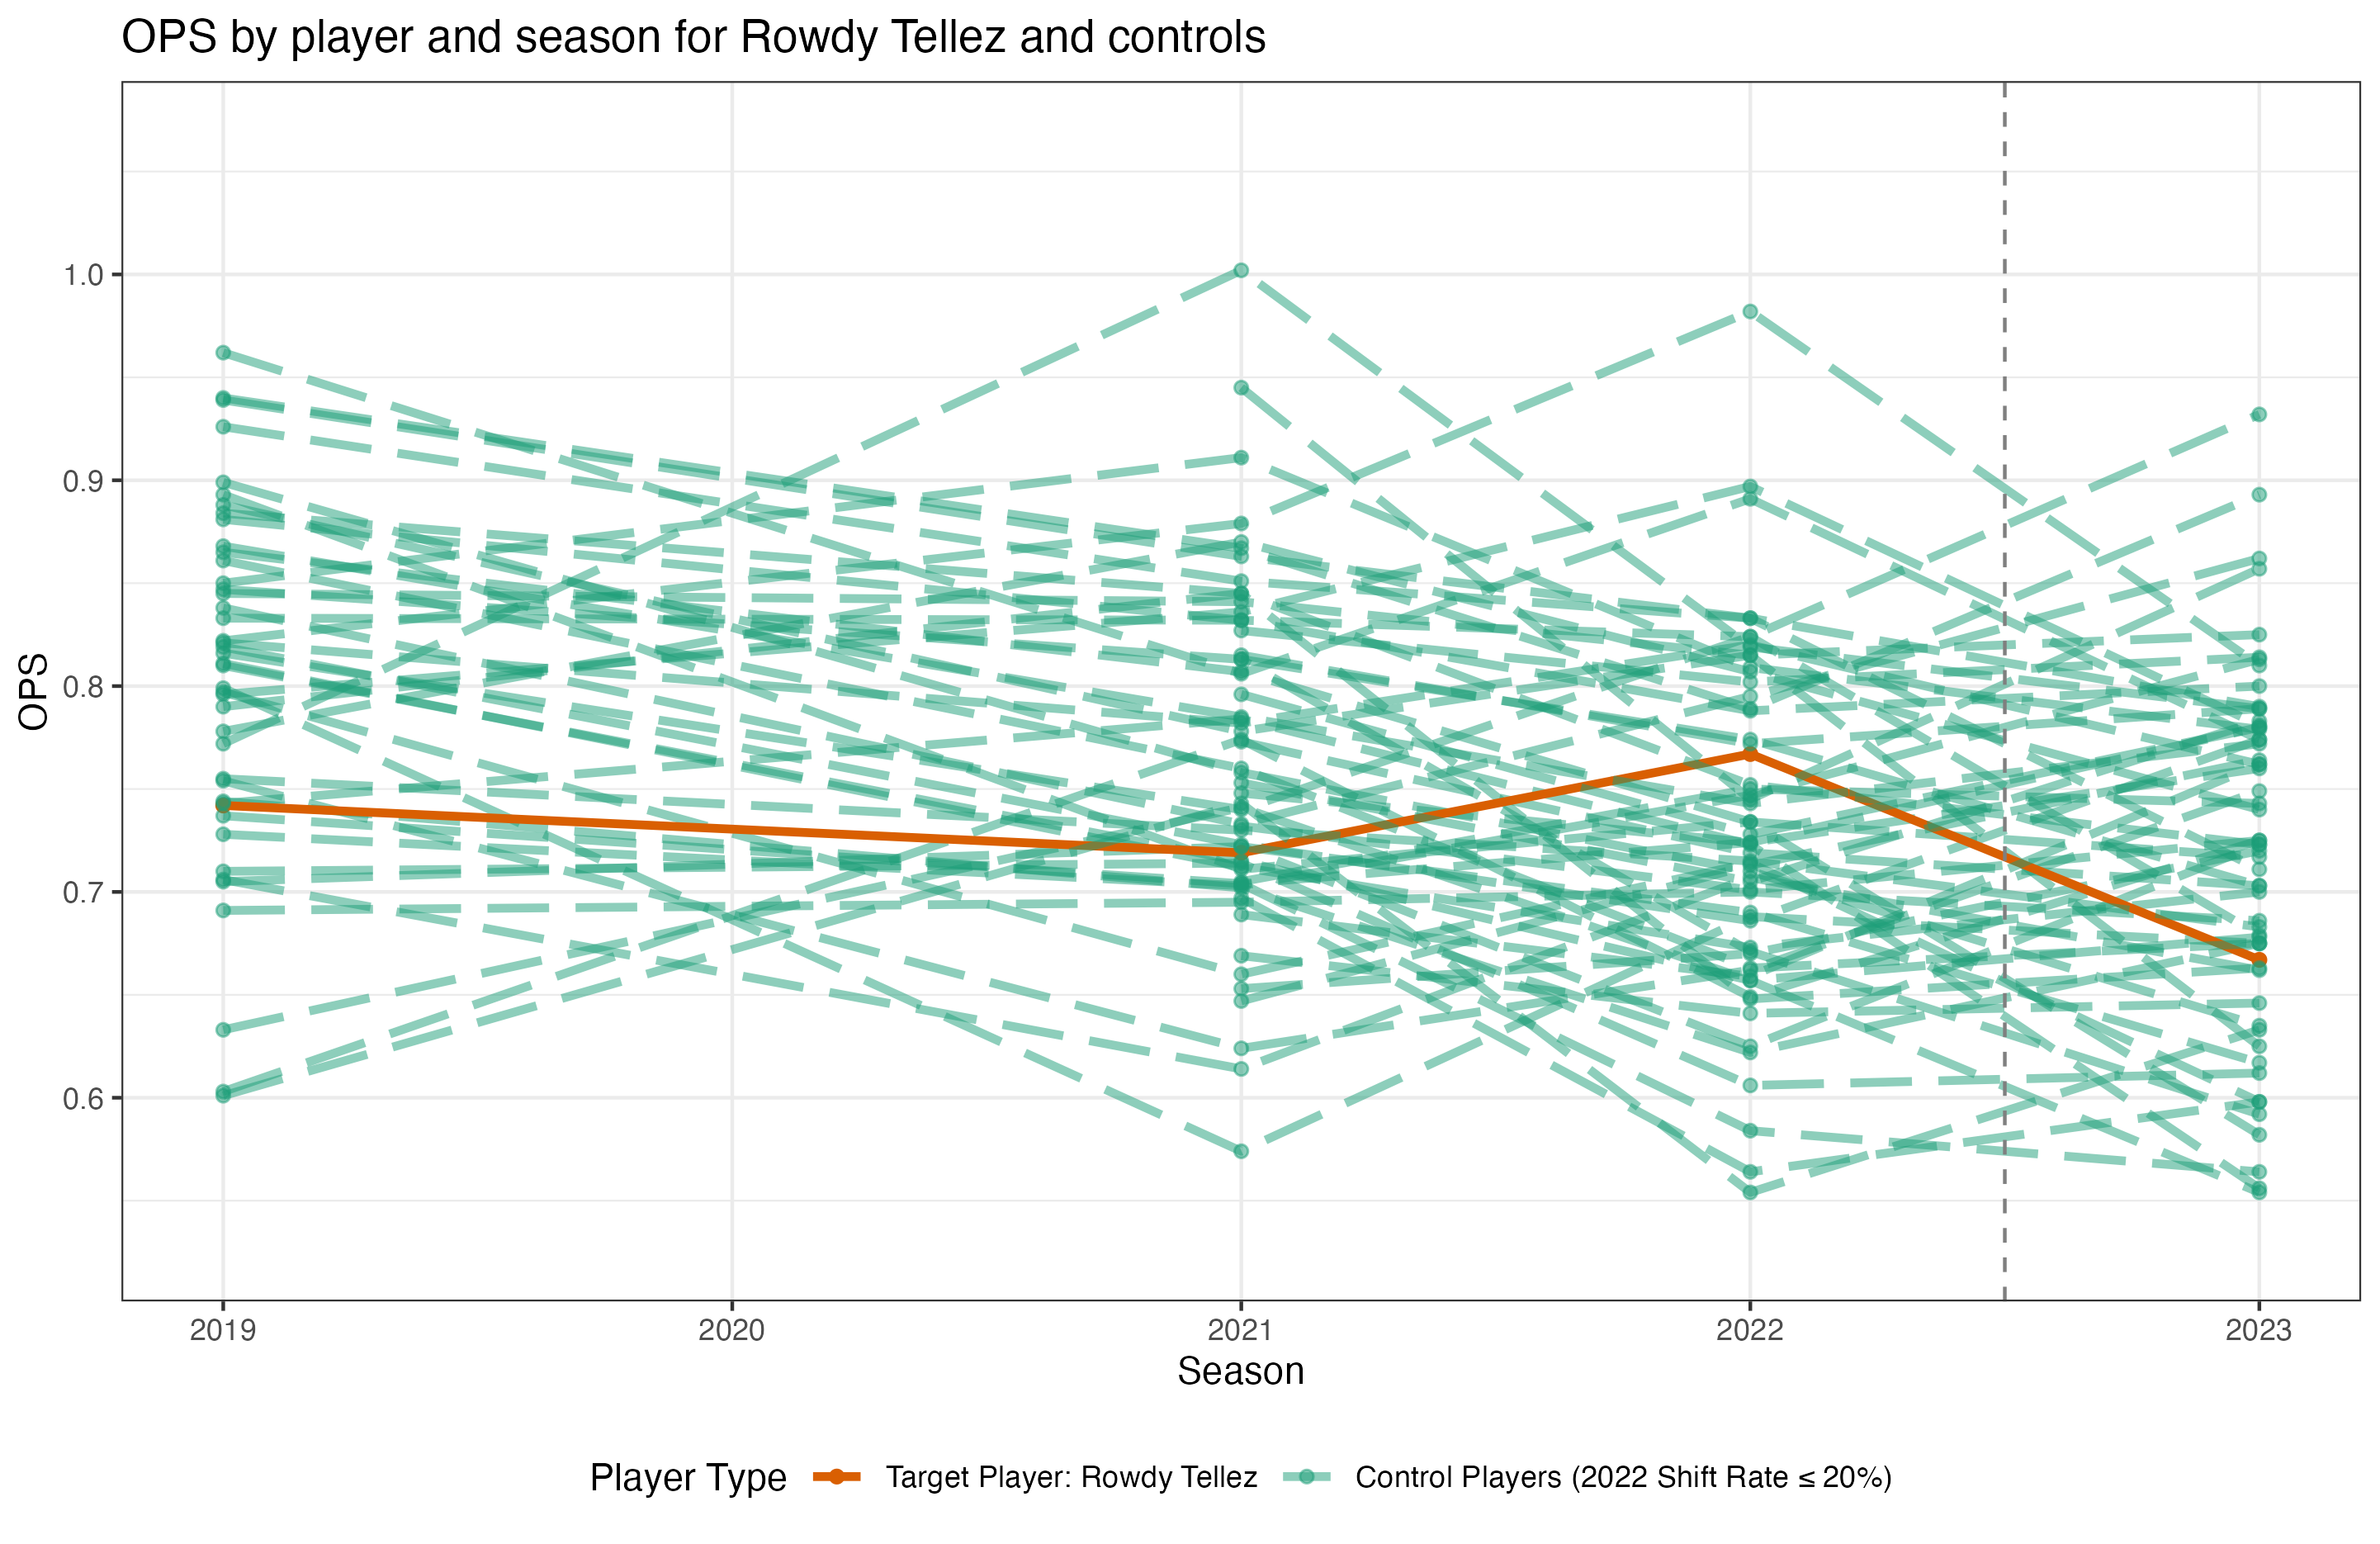 OPS by player and season for Rowdy Tellez and controls
OPS
1.0
0.9
0.8
0.7
0.6
2019 2020 2021 2022 2023
Season
Player Type Target Player: Rowdy Tellez Control Players (2022 Shift Rate ≤ 20%)